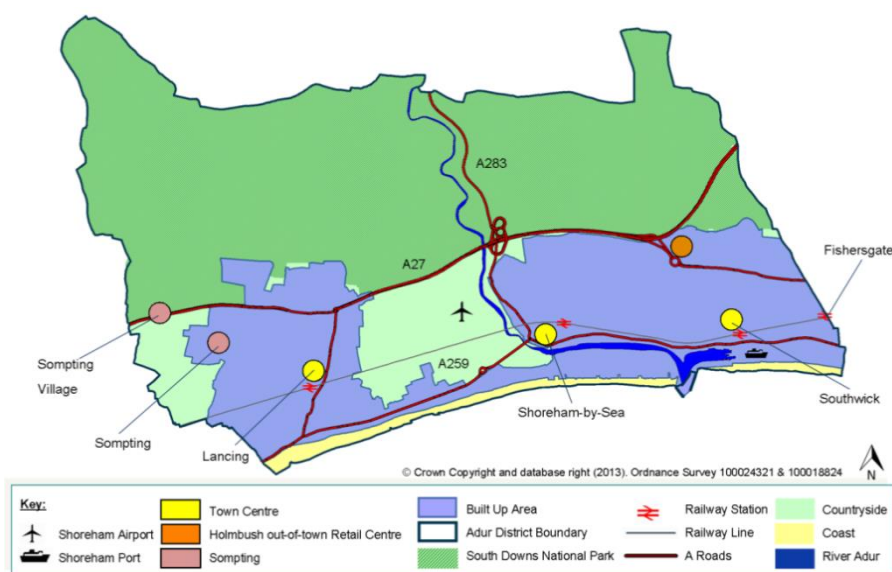 A283
A27
Fishersgate
Sompting
Village
A259
Southwick
Shoreham-by-Sea
Sompting
Lancing
N
© Crown Copyright and database right (2013). Ordnance Survey 100024321 & 100018824
Key:
Shoreham Airport
Shoreham Port
Town Centre
Holmbush out-of-town Retail Centre
Sompting
Built Up Area
Adur District Boundary
South Downs National Park
Railway Station
Railway Line
A Roads
Countryside
Coast
River Adur